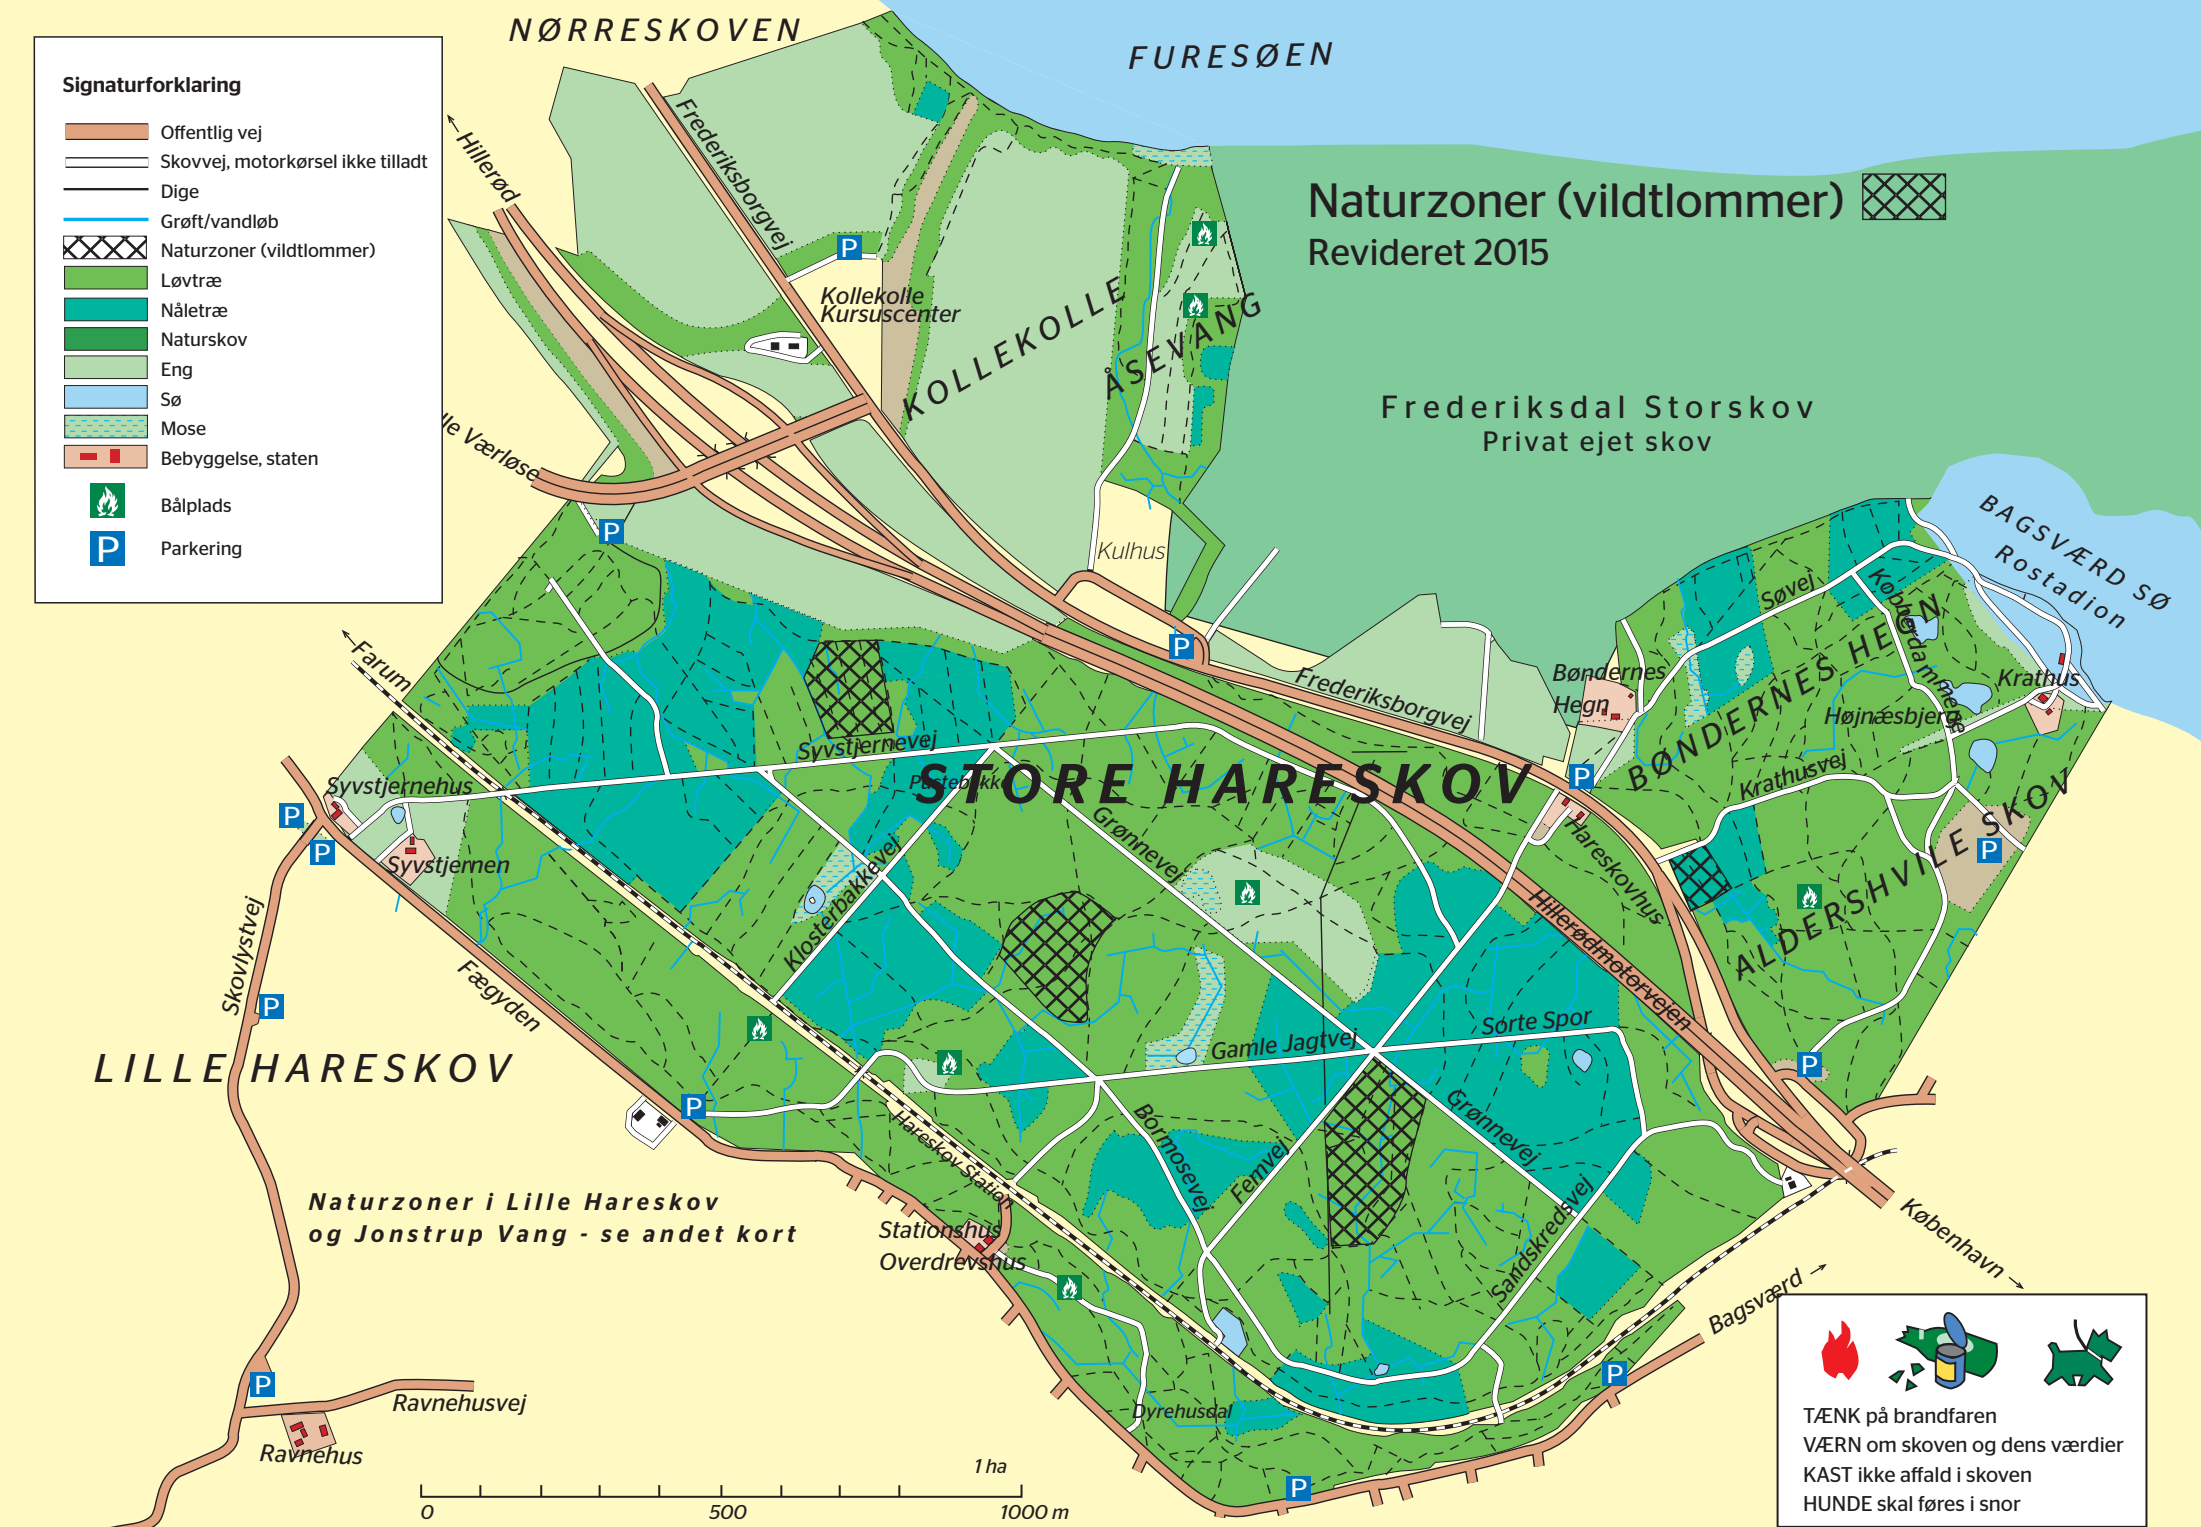 NØRRESKOVEN
FURESØEN
Signaturforklaring
Offentlig vej
Skovvej, motorkørsel ikke tilladt
Dige
Grøft/vandløb
Naturzoner (vildtlommer)
Løvtræ
Nåletræ
Naturskov
Eng
Sø
Mose
Bebyggelse, staten
Bålplads
P Parkering
Hillerød
Frederiksborgvej
P
Kollekolle
Kursuscenter
KOLLEKOLLE
ÅSEVANG
Naturzoner (vildtlommer)
Revideret 2015
Frederiksdal Storskov
Privat ejet skov
lle Værløse
P
Kulhus
P
BAGSVÆRD SØ
Rostadion
Søvej
Bøndernes
Hegn
BØNDERNES HEGN
Krathus
Højnæsbjerg
Krathusvej
Frederiksborgvej
P
Farum
Syvstjernevej
STORE HARESKOV
Syvstjernehus
P
P
Syvstjernen
Grønnevej
Klosterbakkevej
Hareskovhus
Hillerødmotorvejen
ALDERSHVILE SKOV
P
Skovlystvej
P
Fægyden
LILLE HARESKOV
Gamle Jagtvej
Sorte Spor
P
P
Hareskov Station
Bormosevej
Femvej
Grønnevej
Sandskredsvej
Naturzoner i Lille Hareskov
og Jonstrup Vang - se andet kort
Stationshus
Overdrevshus
København
Bagsværd
P
P
Ravnehusvej
Ravnehus
Dyrehusdal
P
1 ha
0 500 1000 m
TÆNK på brandfaren
VÆRN om skoven og dens værdier
KAST ikke affald i skoven
HUNDE skal føres i snor